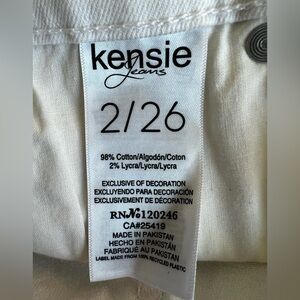 kensie
Jeans
2/26
98% Cotton/Algodón/Coton
2% Lycra/Lycra/Lycra
EXCLUSIVE OF DECORATION
EXCLUYENDO PARA DECORACIÓN
EXCLUSIVEMENT DE DÉCORATION
RN№120246
CA#25419
MADE IN PAKISTAN
HECHO EN PAKISTÁN
FABRIQUÉ AU PAKISTAN
LABEL MADE FROM 100% RECYCLED PLASTIC